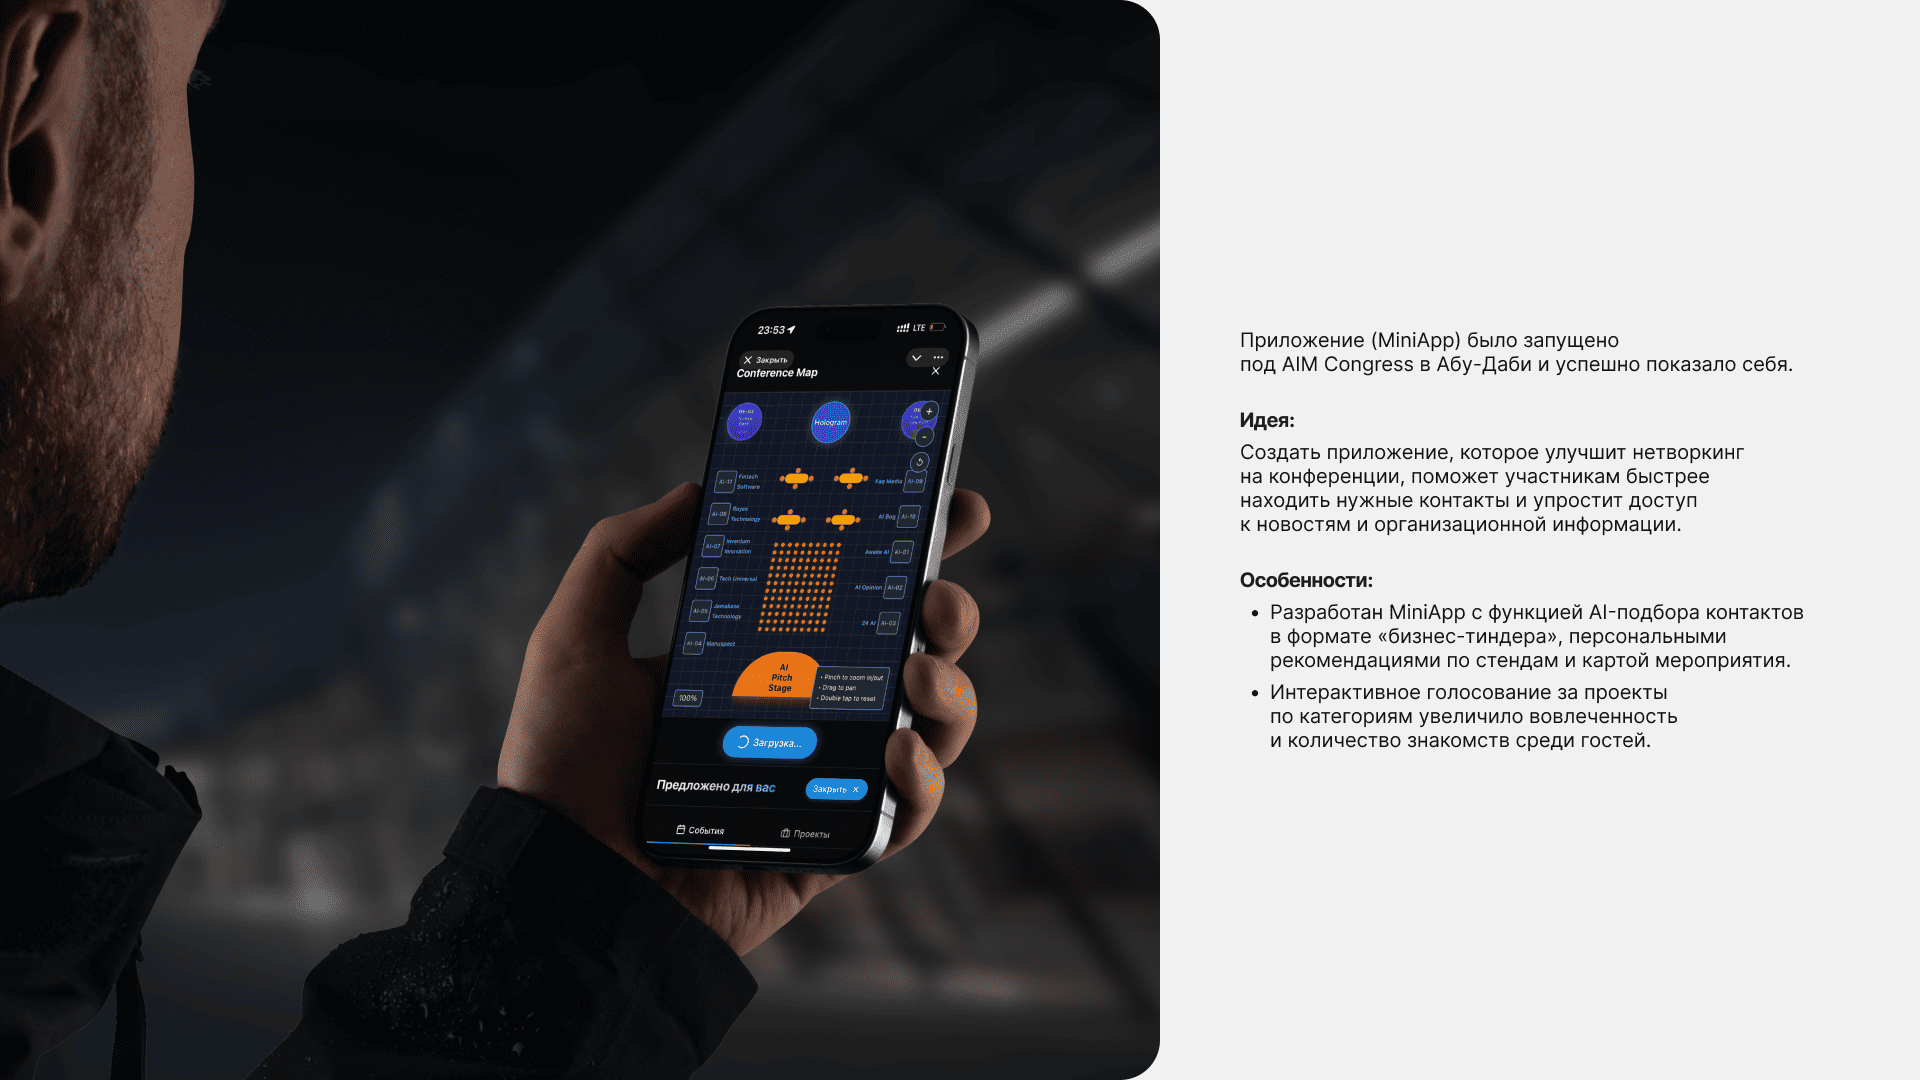 23:53
LTE
Закрыть
Conference Map
Hologram
AI-11 Fintech Software
Faq Media AI-09
AI-08 Royex Technology
AI Bog AI-10
AI-07 Inventum Innovation
Awake AI AI-01
AI-06 Tech Universal
AI Opinion AI-02
AI-05 Jamabase Technology
24 AI AI-03
AI-04 Manuspect
AI
Pitch
Stage
• Pinch to zoom in/out
• Drag to pan
• Double tap to reset
100%
Загрузка...
Предложено для вас
Закрыть
События
Проекты
Приложение (MiniApp) было запущено
под AIM Congress в Абу-Даби и успешно показало себя.
Идея:
Создать приложение, которое улучшит нетворкинг
на конференции, поможет участникам быстрее
находить нужные контакты и упростит доступ
к новостям и организационной информации.
Особенности:
• Разработан MiniApp с функцией AI-подбора контактов
в формате «бизнес-тиндера», персональными
рекомендациями по стендам и картой мероприятия.
• Интерактивное голосование за проекты
по категориям увеличило вовлеченность
и количество знакомств среди гостей.